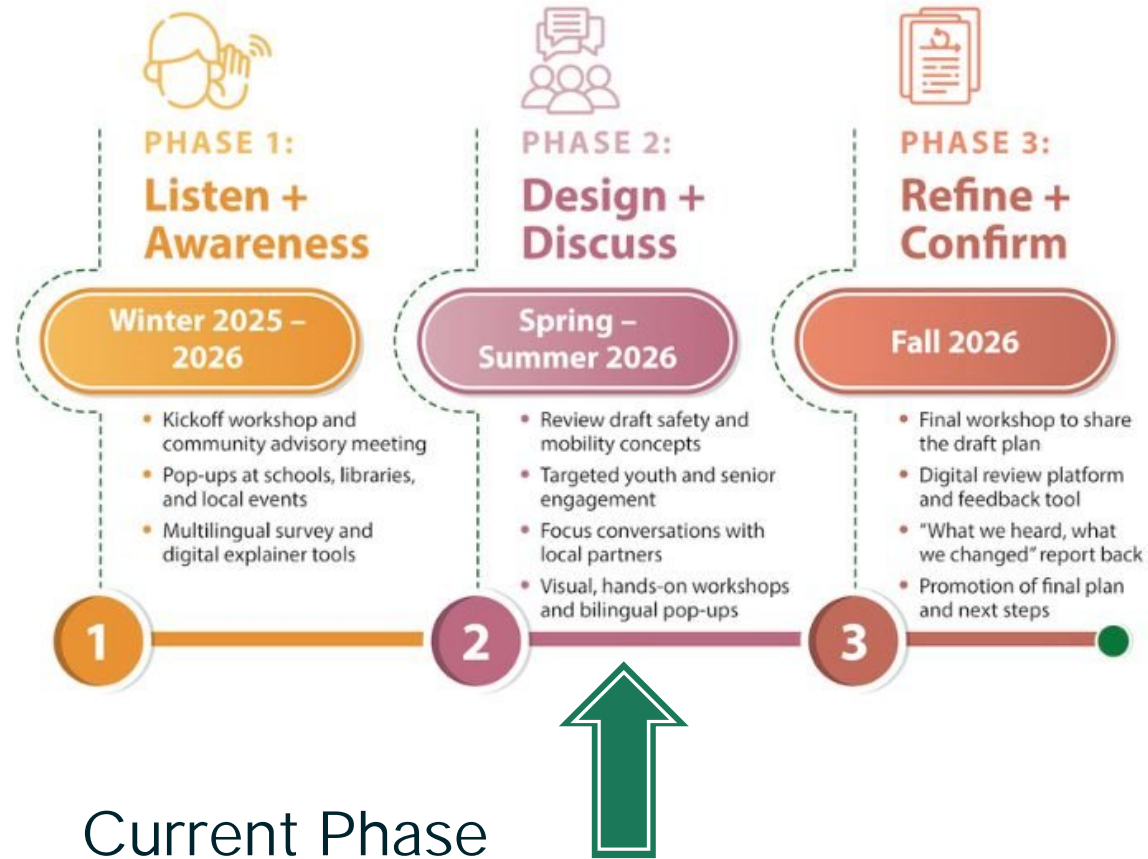 PHASE 1:
Listen +
Awareness
Winter 2025 –
2026
• Kickoff workshop and
community advisory meeting
• Pop-ups at schools, libraries,
and local events
• Multilingual survey and
digital explainer tools
1
PHASE 2:
Design +
Discuss
Spring –
Summer 2026
• Review draft safety and
mobility concepts
• Targeted youth and senior
engagement
• Focus conversations with
local partners
• Visual, hands-on workshops
and bilingual pop-ups
2
PHASE 3:
Refine +
Confirm
Fall 2026
• Final workshop to share
the draft plan
• Digital review platform
and feedback tool
• “What we heard, what
we changed” report back
• Promotion of final plan
and next steps
3
Current Phase